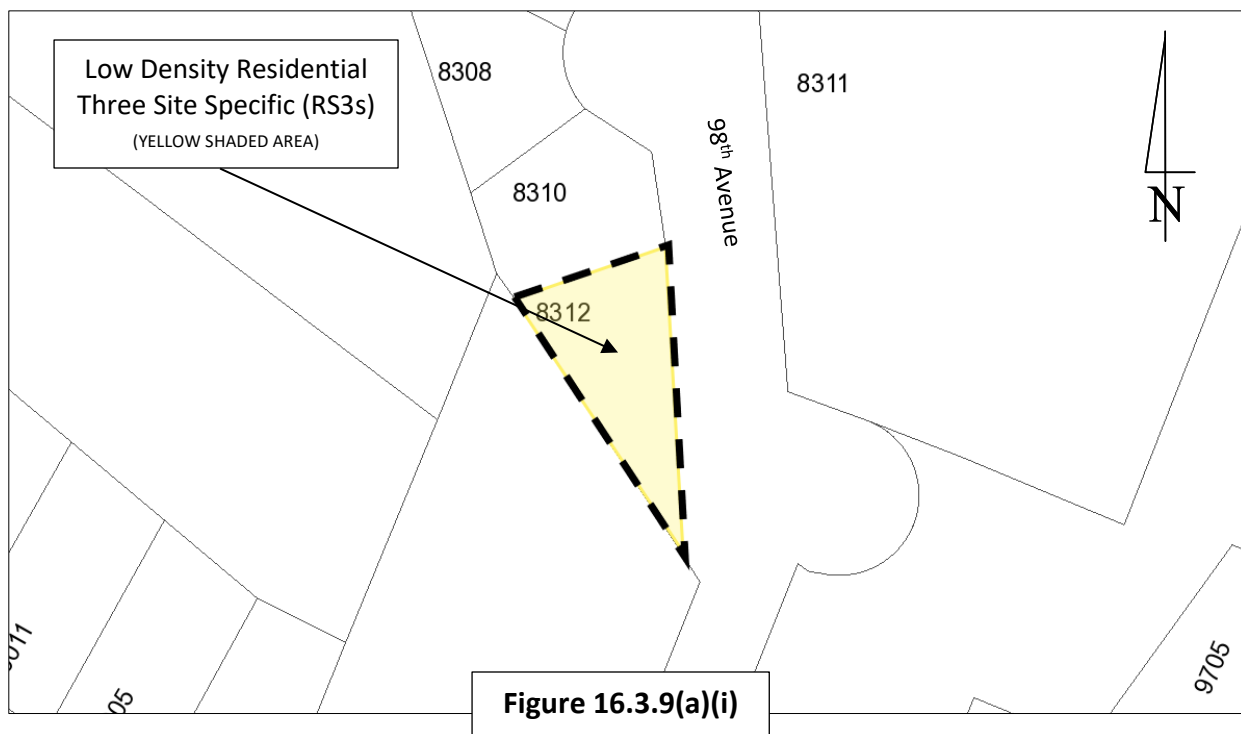 Low Density Residential
Three Site Specific (RS3s)
(YELLOW SHADED AREA)
8308
8311
98th Avenue
8310
N
8312
9705
Figure 16.3.9(a)(i)